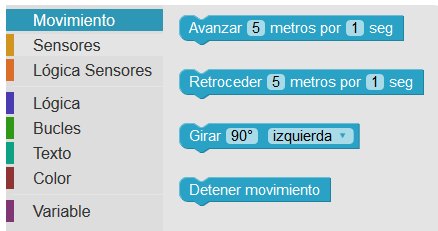 Movimiento
Sensores
Lógica Sensores
Lógica
Bucles
Texto
Color
Variable
Avanzar 5 metros por 1 seg
Retroceder 5 metros por 1 seg
Girar 90° izquierda
Detener movimiento